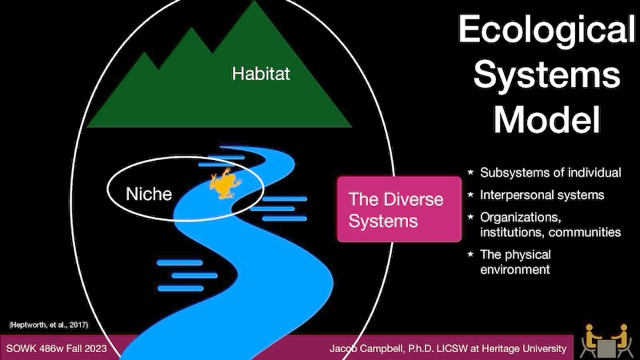 Ecological
Systems
Model
Habitat
Niche
The Diverse
Systems
★ Subsystems of individual
★ Interpersonal systems
★ Organizations,
institutions, communities
★ The physical
environment
(Heptworth, et al., 2017)
SOWK 486w Fall 2023
Jacob Campbell, P.h.D. LICSW at Heritage University